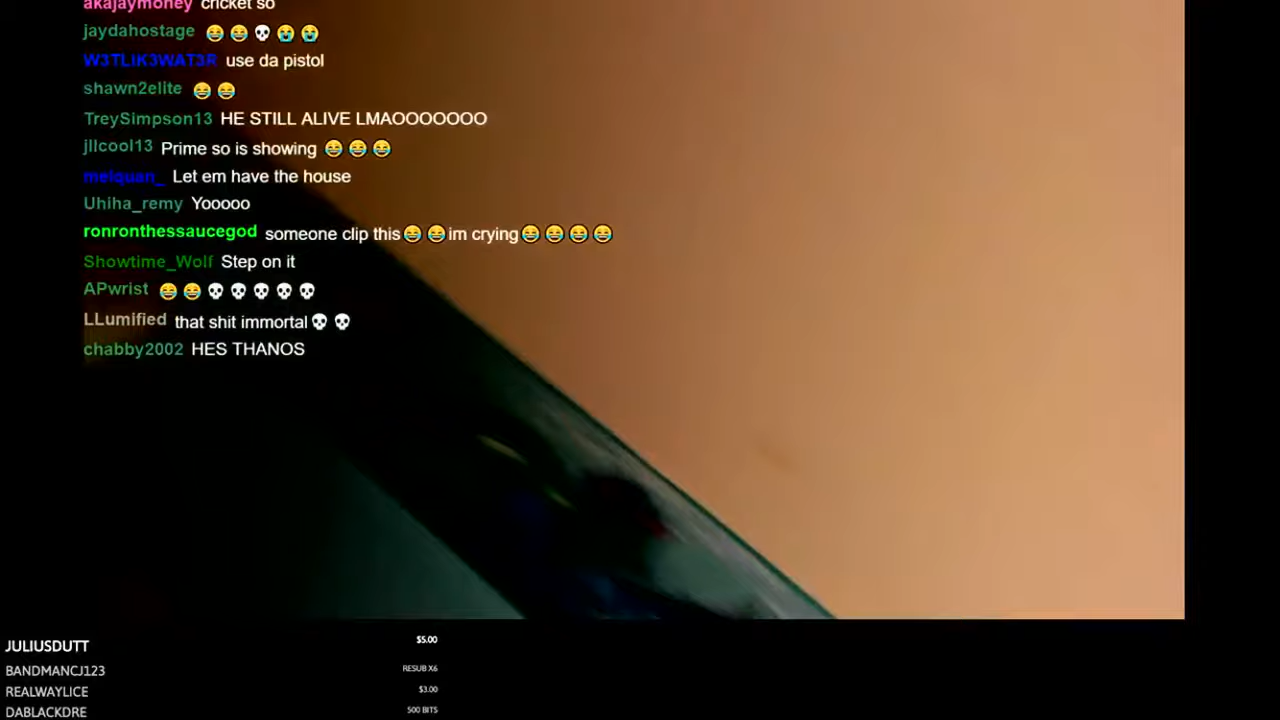 akajaymoney cricket so
jaydahostage 😂😂💀😭😭
W3TLIK3WAT3R use da pistol
shawn2elite 😂😂
TreySimpson13 HE STILL ALIVE LMAOOOOOOO
jllcool13 Prime so is showing 😂😂😂
melquan_ Let em have the house
Uhiha_remy Yooooo
ronronthessaucegod someone clip this😂😂im crying😂😂😂😂
Showtime_Wolf Step on it
APwrist 😂😂💀💀💀💀💀
LLumified that shit immortal💀💀
chabby2002 HES THANOS
JULIUSDUTT $5.00
BANDMANCJ123 RESUB X6
REALWAYLICE $3.00
DABLACKDRE 500 BITS